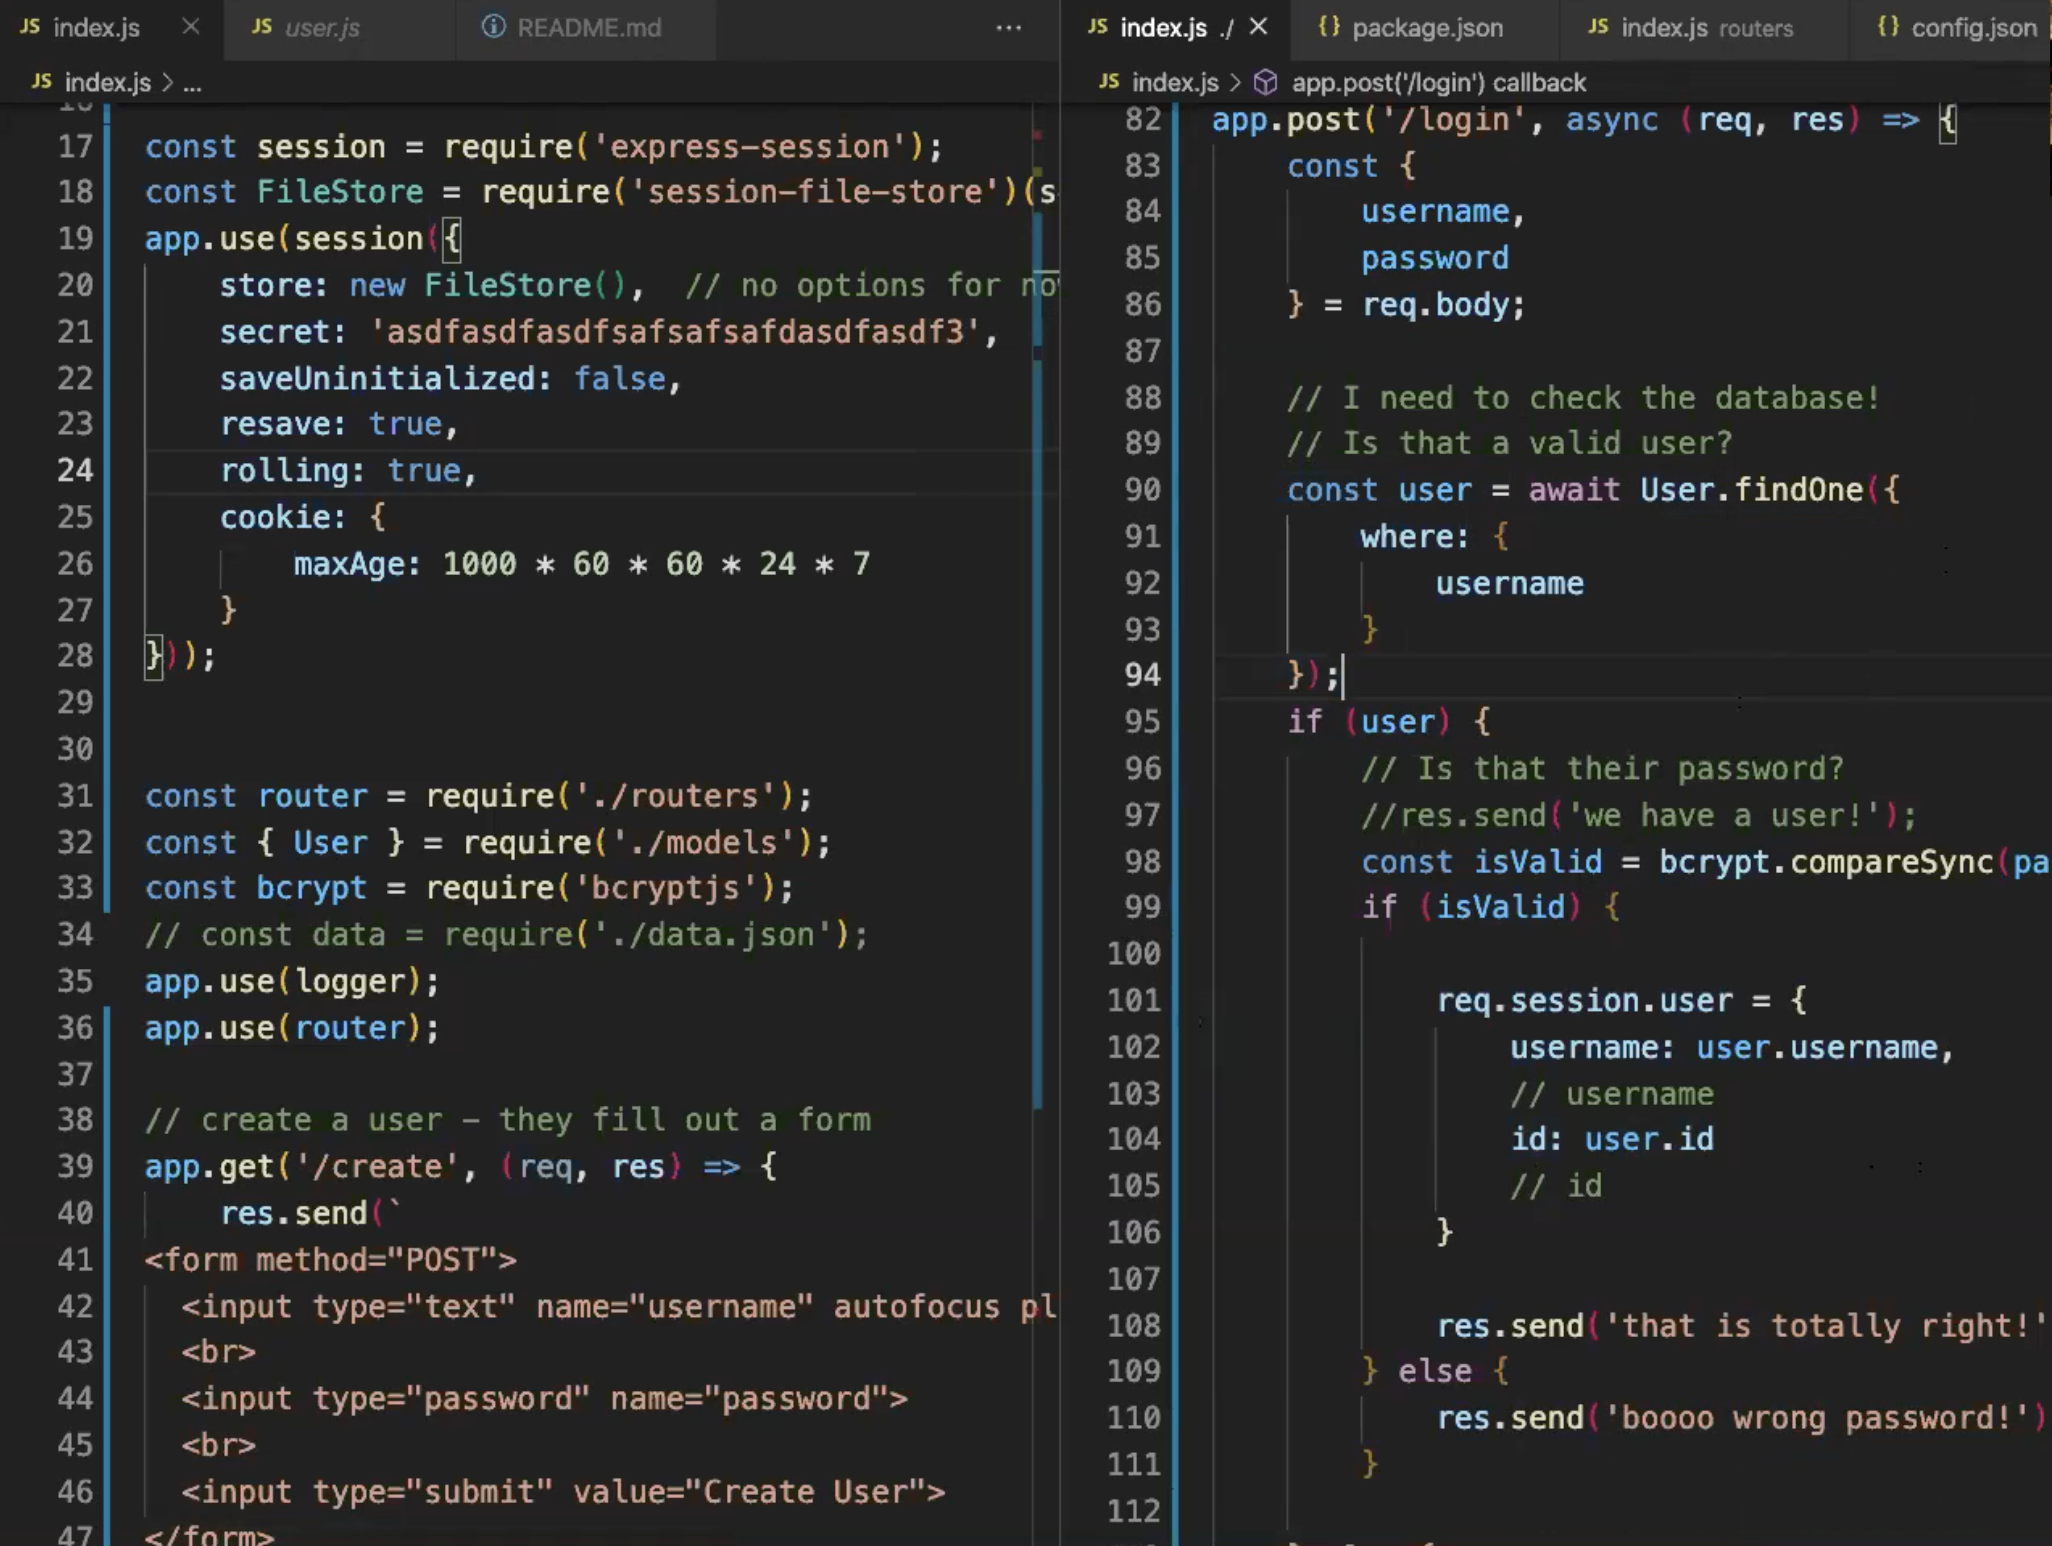 JS index.js × JS user.js README.md ...
JS index.js > ...
16
17 const session = require('express-session');
18 const FileStore = require('session-file-store')(s
19 app.use(session({
20 store: new FileStore(), // no options for no
21 secret: 'asdfasdfasdfsafsafsafdasdfasdf3',
22 saveUninitialized: false,
23 resave: true,
24 rolling: true,
25 cookie: {
26 maxAge: 1000 * 60 * 60 * 24 * 7
27 }
28 }));
29
30
31 const router = require('./routers');
32 const { User } = require('./models');
33 const bcrypt = require('bcryptjs');
34 // const data = require('./data.json');
35 app.use(logger);
36 app.use(router);
37
38 // create a user – they fill out a form
39 app.get('/create', (req, res) => {
40 res.send(`
41 <form method="POST">
42 <input type="text" name="username" autofocus pl
43 <br>
44 <input type="password" name="password">
45 <br>
46 <input type="submit" value="Create User">
47 </form>
JS index.js ./ × {} package.json JS index.js routers {} config.json
JS index.js > app.post('/login') callback
82 app.post('/login', async (req, res) => {
83 const {
84 username,
85 password
86 } = req.body;
87
88 // I need to check the database!
89 // Is that a valid user?
90 const user = await User.findOne({
91 where: {
92 username
93 }
94 });
95 if (user) {
96 // Is that their password?
97 //res.send('we have a user!');
98 const isValid = bcrypt.compareSync(pa
99 if (isValid) {
100
101 req.session.user = {
102 username: user.username,
103 // username
104 id: user.id
105 // id
106 }
107
108 res.send('that is totally right!'
109 } else {
110 res.send('boooo wrong password!')
111 }
112